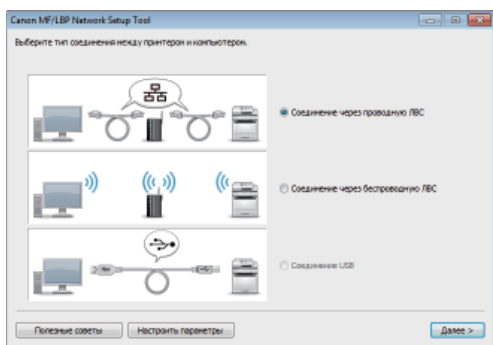 Canon MF/LBP Network Setup Tool
Выберите тип соединения между принтером и компьютером.
Соединение через проводную ЛВС
Соединение через беспроводную ЛВС
Соединение USB
Полезные советы
Настроить параметры
Далее >